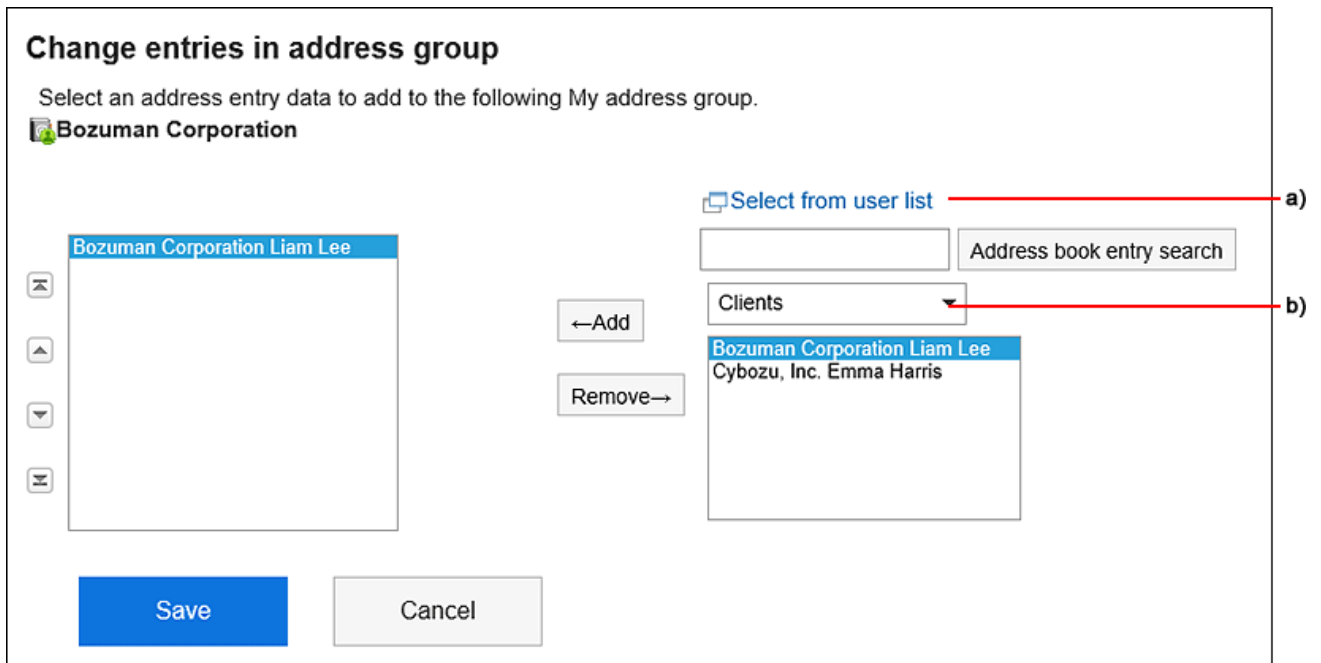 Change entries in address group
Select an address entry data to add to the following My address group.
Bozuman Corporation
Select from user list
a)
Address book entry search
Clients
b)
Bozuman Corporation Liam Lee
←Add
Remove→
Bozuman Corporation Liam Lee
Cybozu, Inc. Emma Harris
Save
Cancel